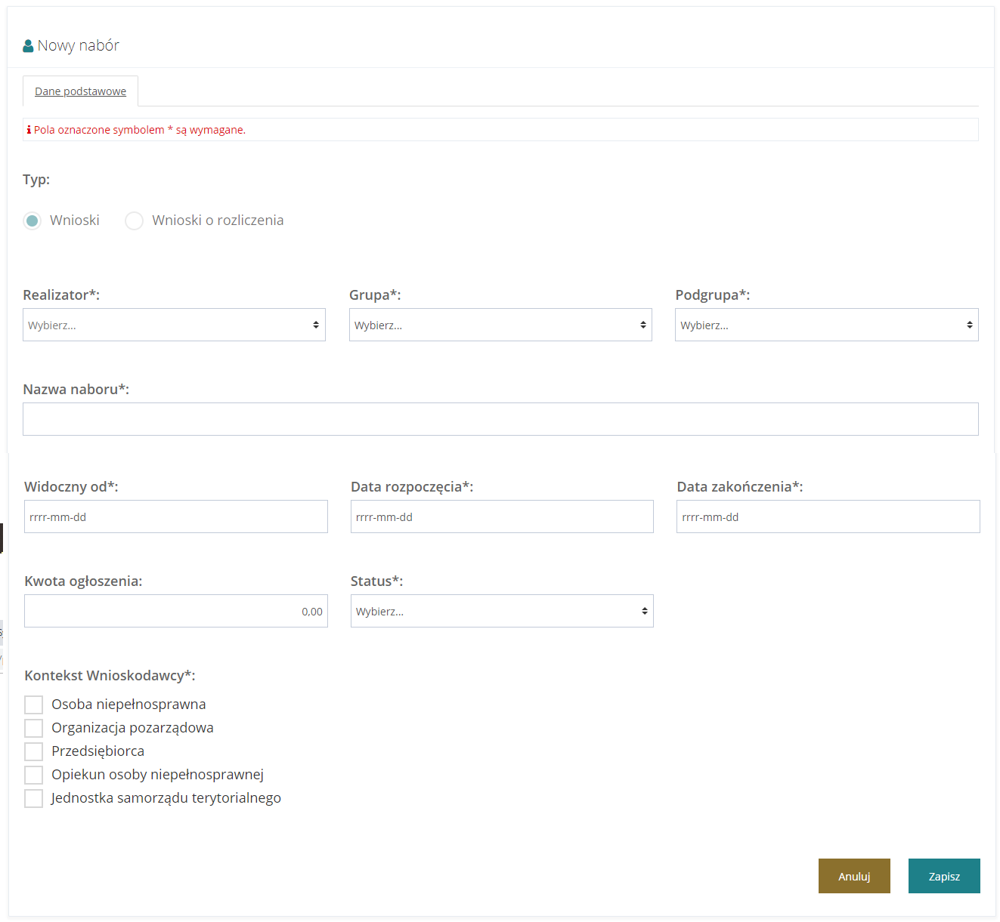 Nowy nabór
Dane podstawowe
Pola oznaczone symbolem * są wymagane.
Typ:
Wnioski Wnioski o rozliczenia
Realizator*: Grupa*: Podgrupa*:
Wybierz... Wybierz... Wybierz...
Nazwa naboru*:
Widoczny od*: Data rozpoczęcia*: Data zakończenia*:
rrrr-mm-dd rrrr-mm-dd rrrr-mm-dd
Kwota ogłoszenia: Status*:
0,00 Wybierz...
Kontekst Wnioskodawcy*:
Osoba niepełnosprawna
Organizacja pozarządowa
Przedsiębiorca
Opiekun osoby niepełnosprawnej
Jednostka samorządu terytorialnego
Anuluj Zapisz